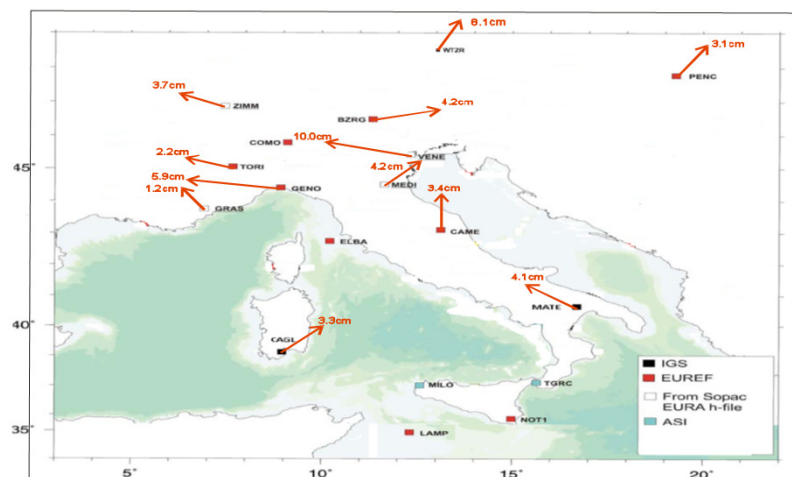 6.1cm
WTZR
3.1cm
PENC
3.7cm
ZIMM
BZRG
4.2cm
COMO
10.0cm
VENE
2.2cm
TORI
4.2cm
45°
5.9cm
GENO
MEDI
1.2cm
GRAS
3.4cm
CAME
ELBA
4.1cm
MATE
40°
3.3cm
CAGL
IGS
EUREF
From Sopac
EURA h-file
ASI
MILO
TGRC
NOT1
35°
LAMP
5°
10°
15°
20°